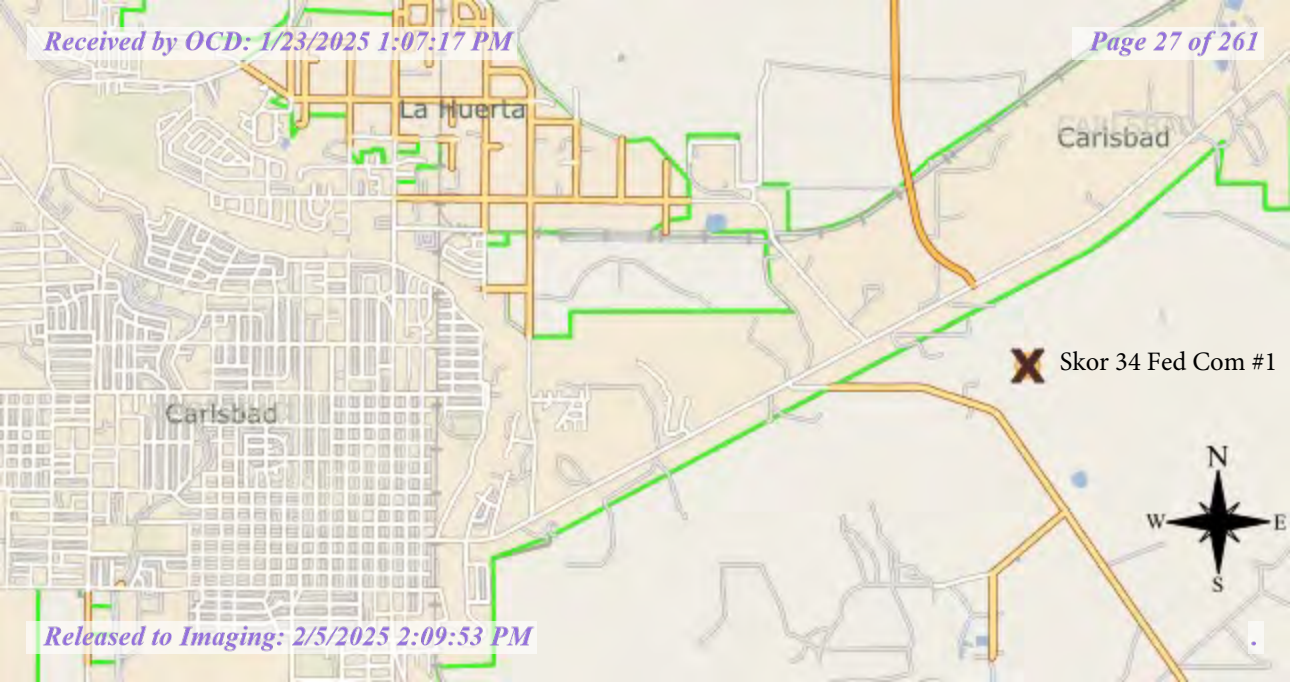 Received by OCD: 1/23/2025 1:07:17 PM
Page 27 of 261
La Huerta
Carlsbad
Skor 34 Fed Com #1
Carlsbad
N
W
E
S
Released to Imaging: 2/5/2025 2:09:53 PM
.